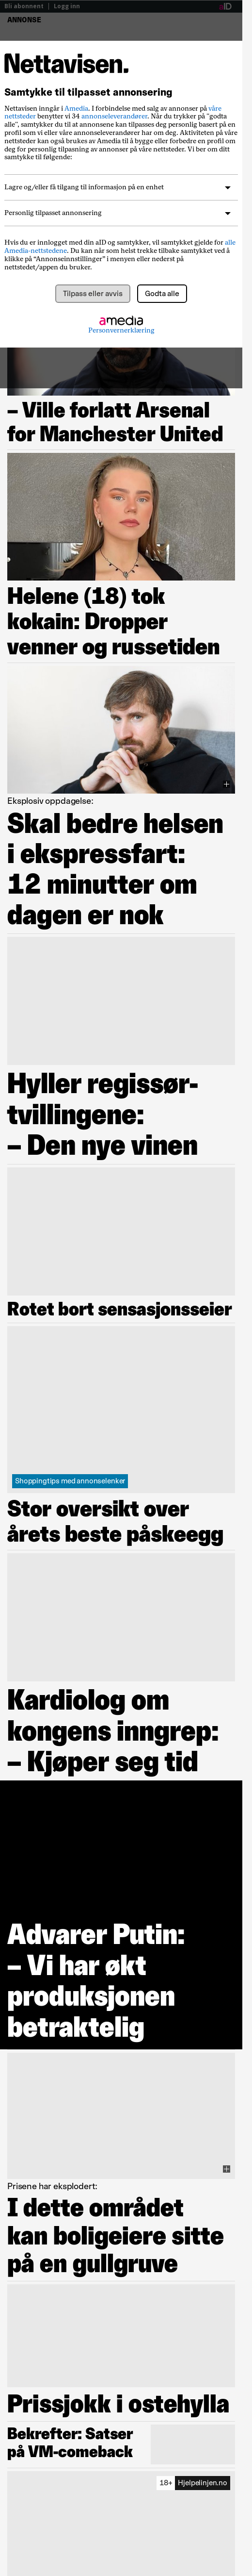 Bli abonnent | Logg inn
aID
ANNONSE
Nettavisen.
Samtykke til tilpasset annonsering
Nettavisen inngår i Amedia. I forbindelse med salg av annonser på våre
nettsteder benytter vi 34 annonseleverandører. Når du trykker på "godta
alle", samtykker du til at annonsene kan tilpasses deg personlig basert på en
profil som vi eller våre annonseleverandører har om deg. Aktiviteten på våre
nettsteder kan også brukes av Amedia til å bygge eller forbedre en profil om
deg for personlig tilpasning av annonser på våre nettsteder. Vi ber om ditt
samtykke til følgende:
Lagre og/eller få tilgang til informasjon på en enhet
Personlig tilpasset annonsering
Hvis du er innlogget med din aID og samtykker, vil samtykket gjelde for alle
Amedia-nettstedene. Du kan når som helst trekke tilbake samtykket ved å
klikke på “Annonseinnstillinger” i menyen eller nederst på
nettstedet/appen du bruker.
Tilpass eller avvis
Godta alle
amedia
Personvernerklæring
– Ville forlatt Arsenal
for Manchester United
Helene (18) tok
kokain: Dropper
venner og russetiden
Eksplosiv oppdagelse:
Skal bedre helsen
i ekspressfart:
12 minutter om
dagen er nok
Hyller regissør-
tvillingene:
– Den nye vinen
Rotet bort sensasjonsseier
Shoppingtips med annonselenker
Stor oversikt over
årets beste påskeegg
Kardiolog om
kongens inngrep:
– Kjøper seg tid
Advarer Putin:
– Vi har økt
produksjonen
betraktelig
Prisene har eksplodert:
I dette området
kan boligeiere sitte
på en gullgruve
Prissjokk i ostehylla
Bekrefter: Satser
på VM-comeback
18+ Hjelpelinjen.no